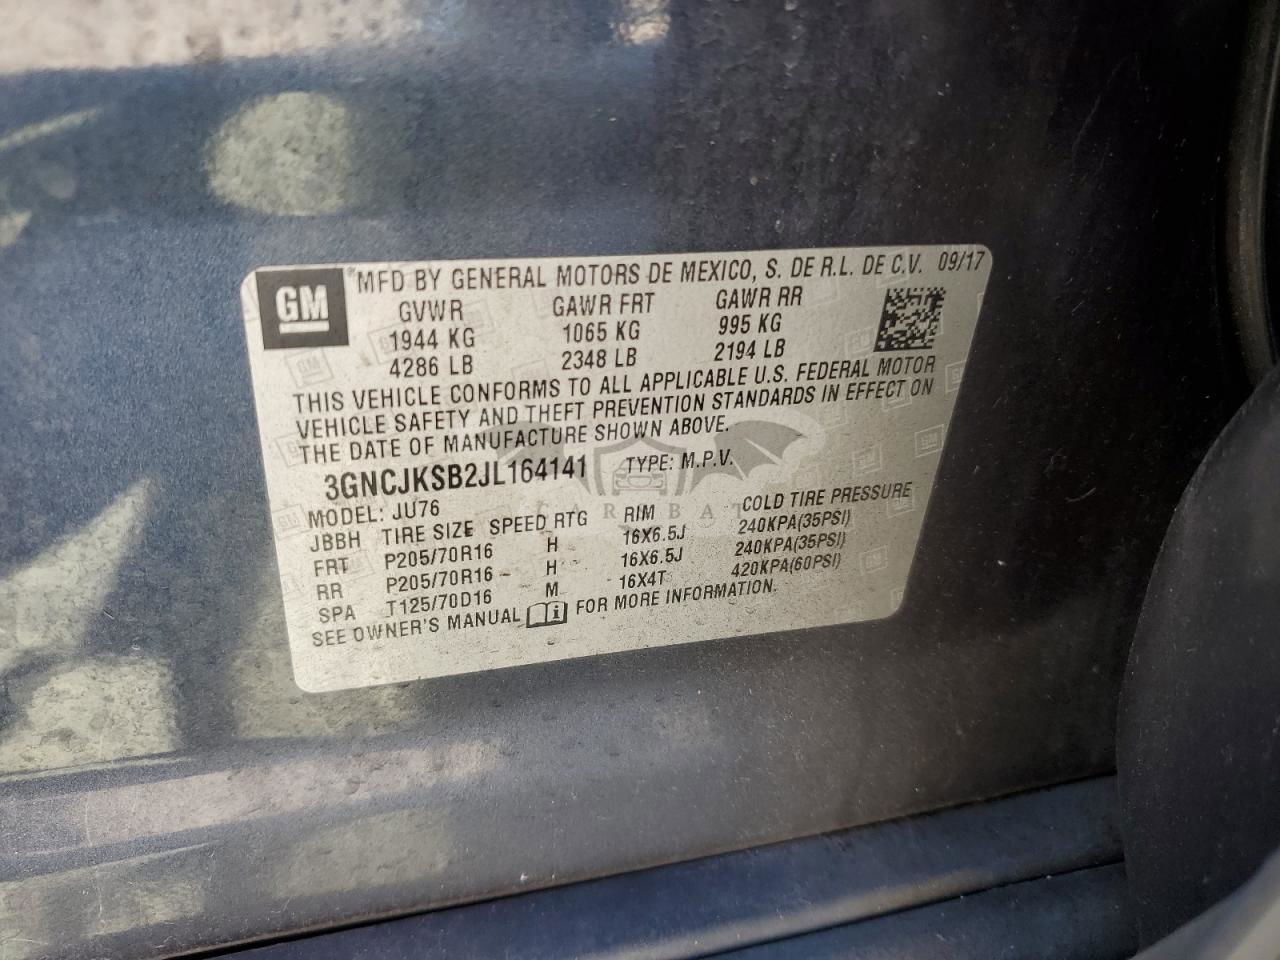 GM
*MFD BY GENERAL MOTORS DE MEXICO, S. DE R.L. DE C.V. 09/17
GVWR GAWR FRT GAWR RR
1944 KG 1065 KG 995 KG
4286 LB 2348 LB 2194 LB
THIS VEHICLE CONFORMS TO ALL APPLICABLE U.S. FEDERAL MOTOR
VEHICLE SAFETY AND THEFT PREVENTION STANDARDS IN EFFECT ON
THE DATE OF MANUFACTURE SHOWN ABOVE.
3GNCJKSB2JL164141 TYPE: M.P.V.
CARBAT
MODEL: JU76
JBBH TIRE SIZE SPEED RTG RIM COLD TIRE PRESSURE
FRT P205/70R16 H 16X6.5J 240KPA(35PSI)
RR P205/70R16 H 16X6.5J 240KPA(35PSI)
SPA T125/70D16 M 16X4T 420KPA(60PSI)
SEE OWNER'S MANUAL i FOR MORE INFORMATION.